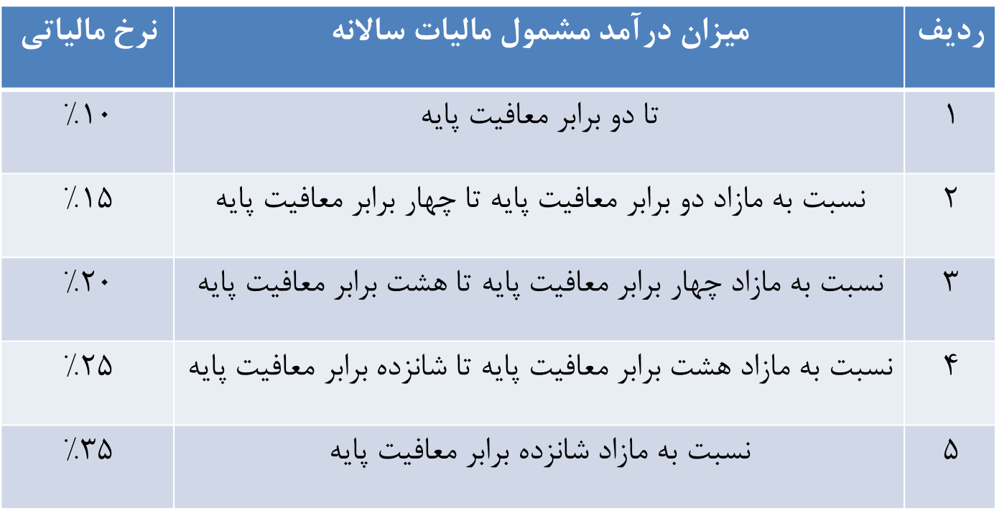 ردیف میزان درآمد مشمول مالیات سالانه نرخ مالیاتی
۱ تا دو برابر معافیت پایه ۱۰٪
۲ نسبت به مازاد دو برابر معافیت پایه تا چهار برابر معافیت پایه ۱۵٪
۳ نسبت به مازاد چهار برابر معافیت پایه تا هشت برابر معافیت پایه ۲۰٪
۴ نسبت به مازاد هشت برابر معافیت پایه تا شانزده برابر معافیت پایه ۲۵٪
۵ نسبت به مازاد شانزده برابر معافیت پایه ۳۵٪